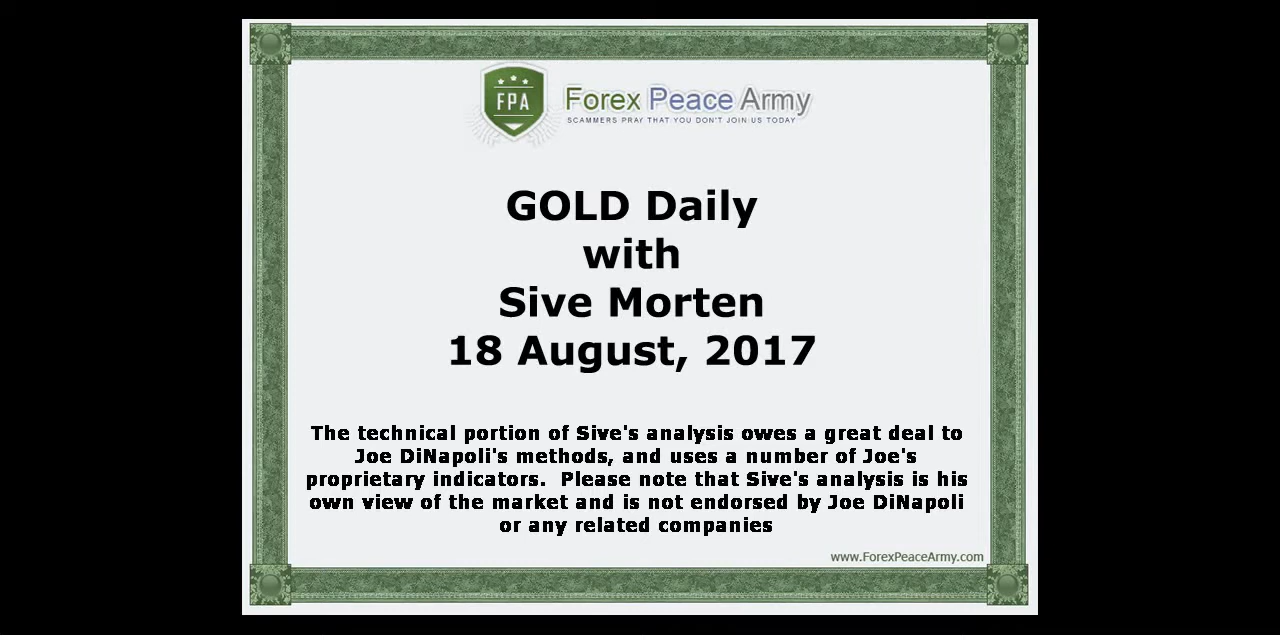 FPA
Forex Peace Army
SCAMMERS PRAY THAT YOU DON'T JOIN US TODAY
GOLD Daily
with
Sive Morten
18 August, 2017
The technical portion of Sive's analysis owes a great deal to
Joe DiNapoli's methods, and uses a number of Joe's
proprietary indicators.  Please note that Sive's analysis is his
own view of the market and is not endorsed by Joe DiNapoli
or any related companies
www.ForexPeaceArmy.com